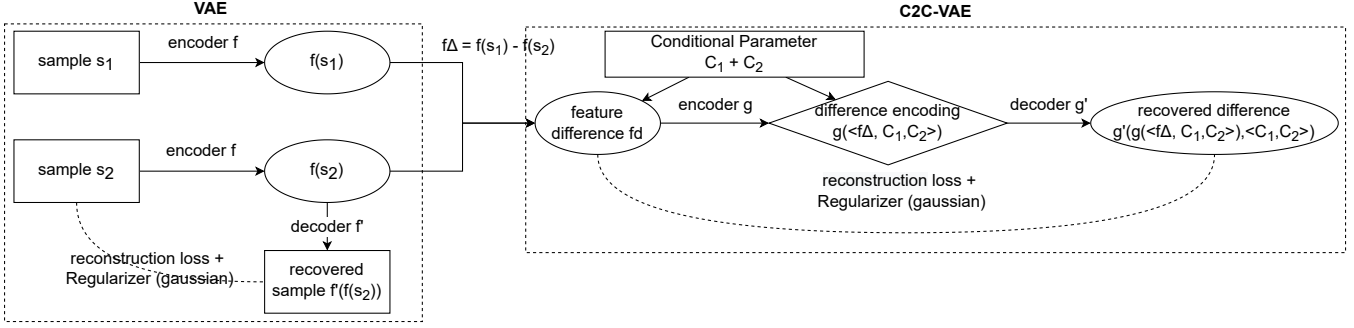 VAE
sample s1
encoder f
f(s1)
sample s2
encoder f
f(s2)
decoder f'
reconstruction loss +
Regularizer (gaussian)
recovered
sample f'(f(s2))
fΔ = f(s1) - f(s2)
C2C-VAE
Conditional Parameter
C1 + C2
feature
difference fd
encoder g
difference encoding
g(<fΔ, C1,C2>)
decoder g'
recovered difference
g'(g(<fΔ, C1,C2>),<C1,C2>)
reconstruction loss +
Regularizer (gaussian)